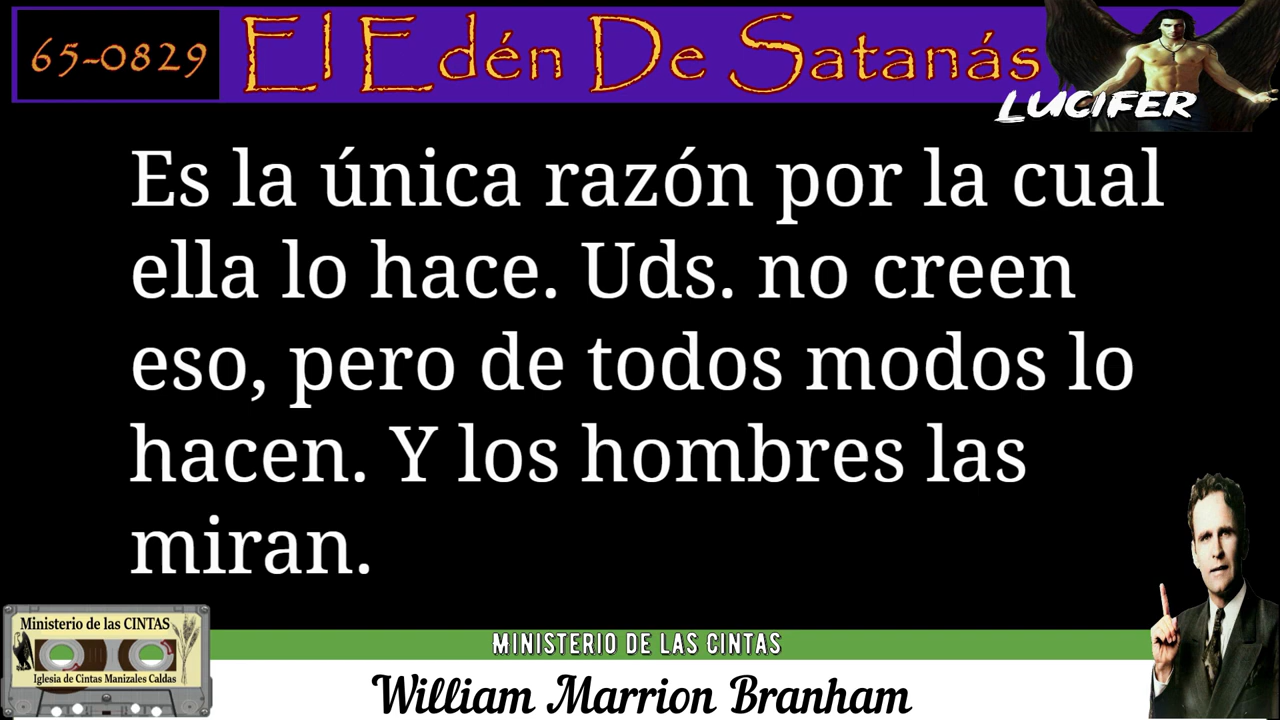 65-0829
El Edén De Satanás
LUCIFER
Es la única razón por la cual
ella lo hace. Uds. no creen
eso, pero de todos modos lo
hacen. Y los hombres las
miran.
Ministerio de las CINTAS
Iglesia de Cintas Manizales Caldas
MINISTERIO DE LAS CINTAS
William Marrion Branham